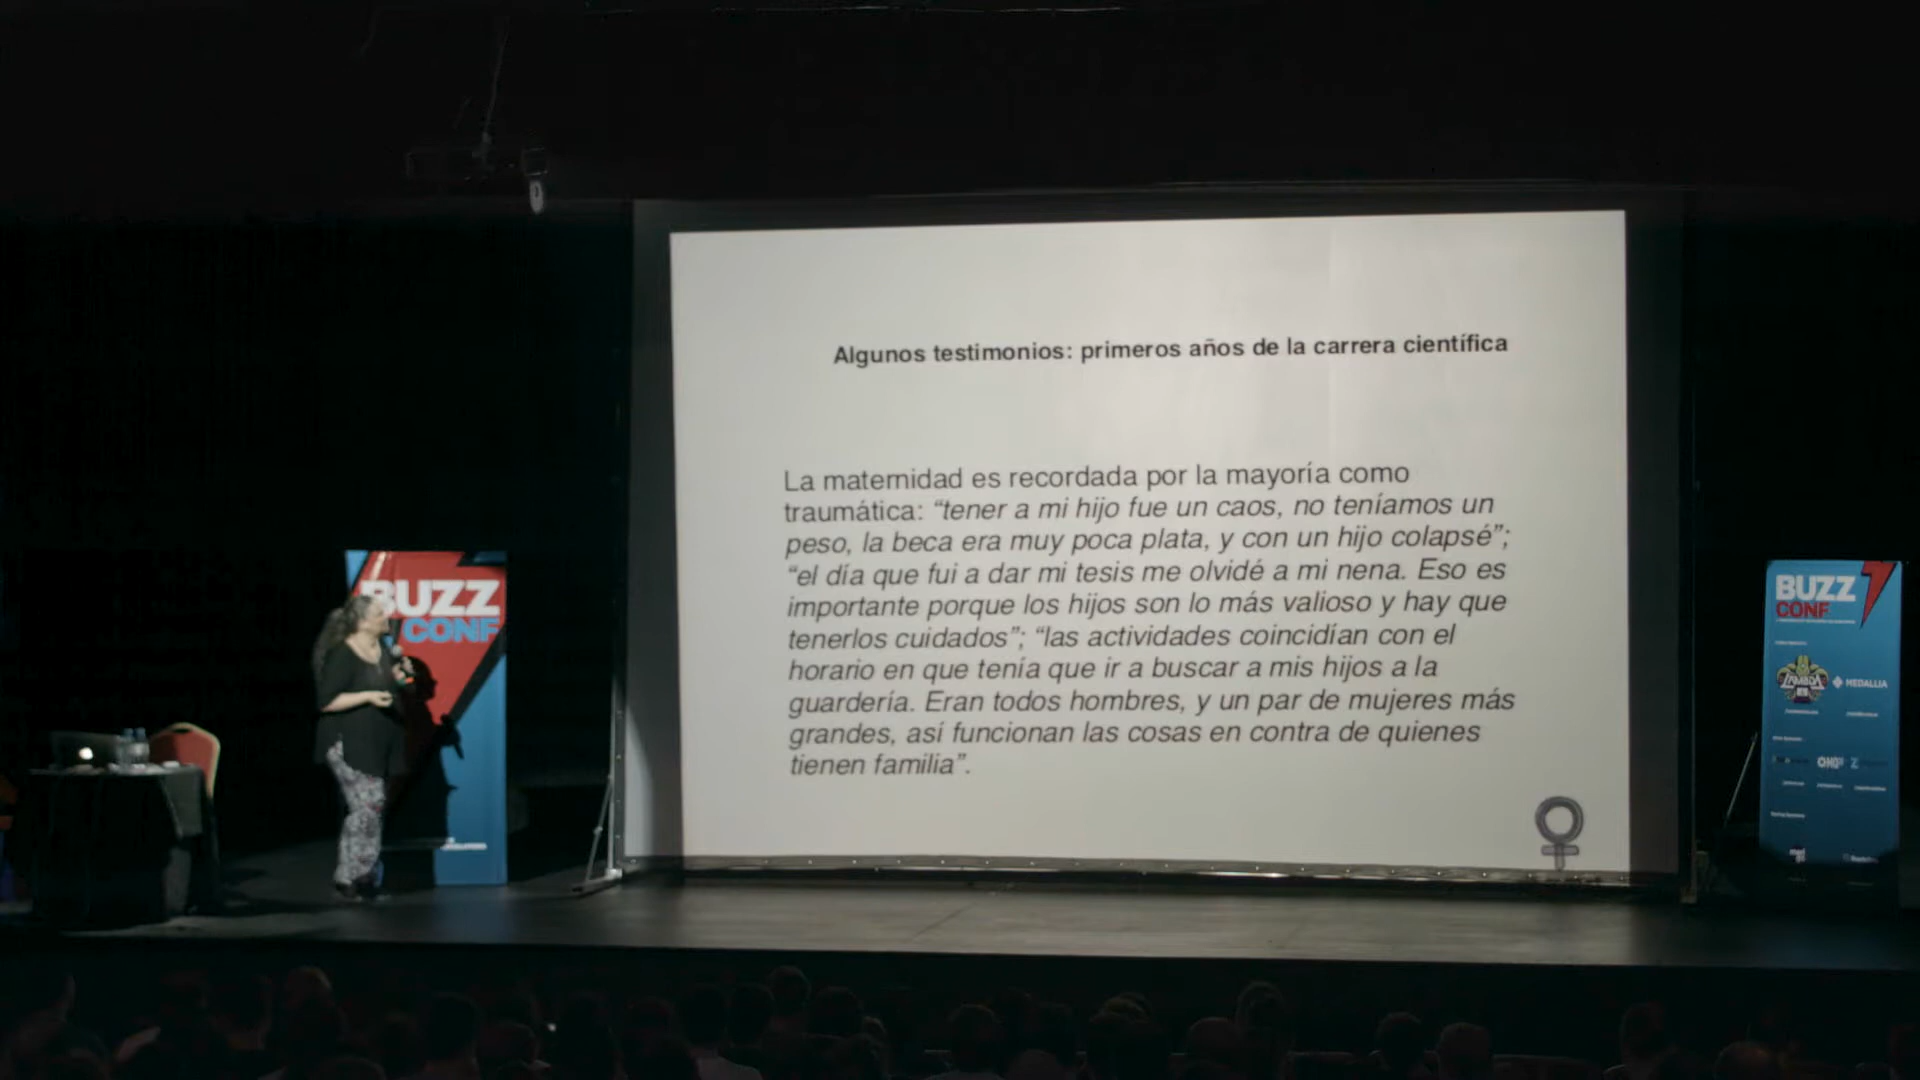 Algunos testimonios: primeros años de la carrera científica
La maternidad es recordada por la mayoría como
traumática: “tener a mi hijo fue un caos, no teníamos un
peso, la beca era muy poca plata, y con un hijo colapsé”;
“el día que fui a dar mi tesis me olvidé a mi nena. Eso es
importante porque los hijos son lo más valioso y hay que
tenerlos cuidados”; “las actividades coincidían con el
horario en que tenía que ir a buscar a mis hijos a la
guardería. Eran todos hombres, y un par de mujeres más
grandes, así funcionan las cosas en contra de quienes
tienen familia”.
BUZZ
CONF
BUZZ
CONF
LAMBDA
MEDALLIA